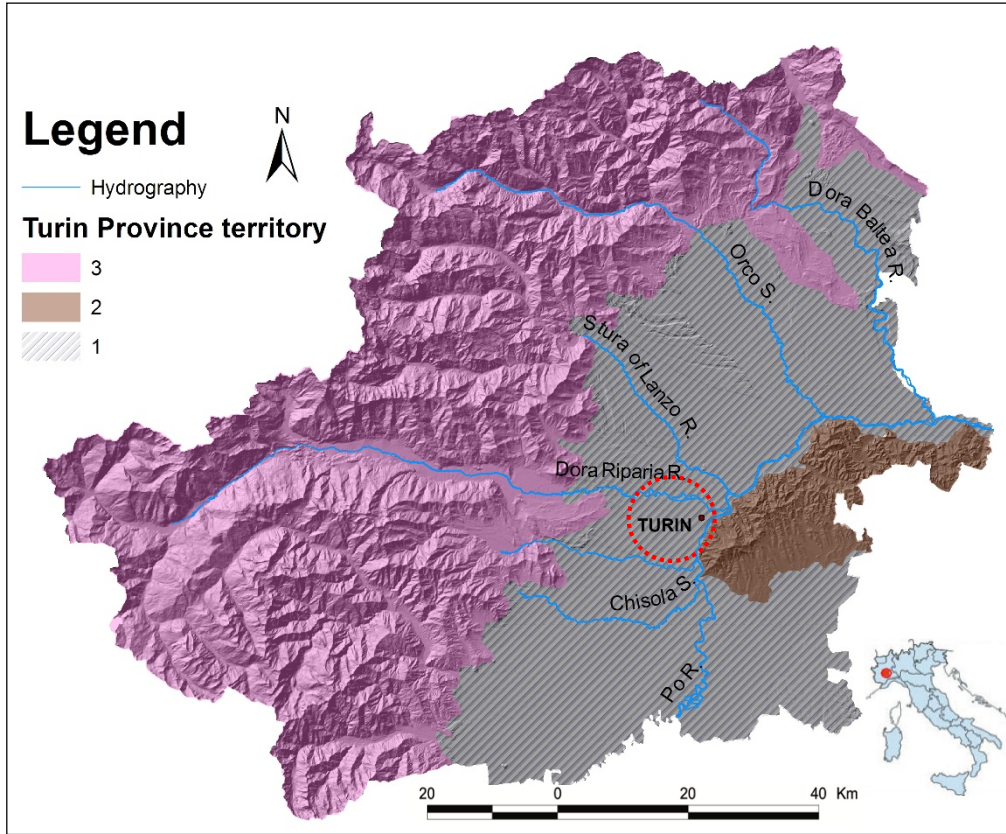 Legend
N
Hydrography
Turin Province territory
3
2
1
Dora Baltea R.
Orco S.
Stura of Lanzo R.
Dora Riparia R.
TURIN
Chisola S.
Po R.
20 0 20 40 Km